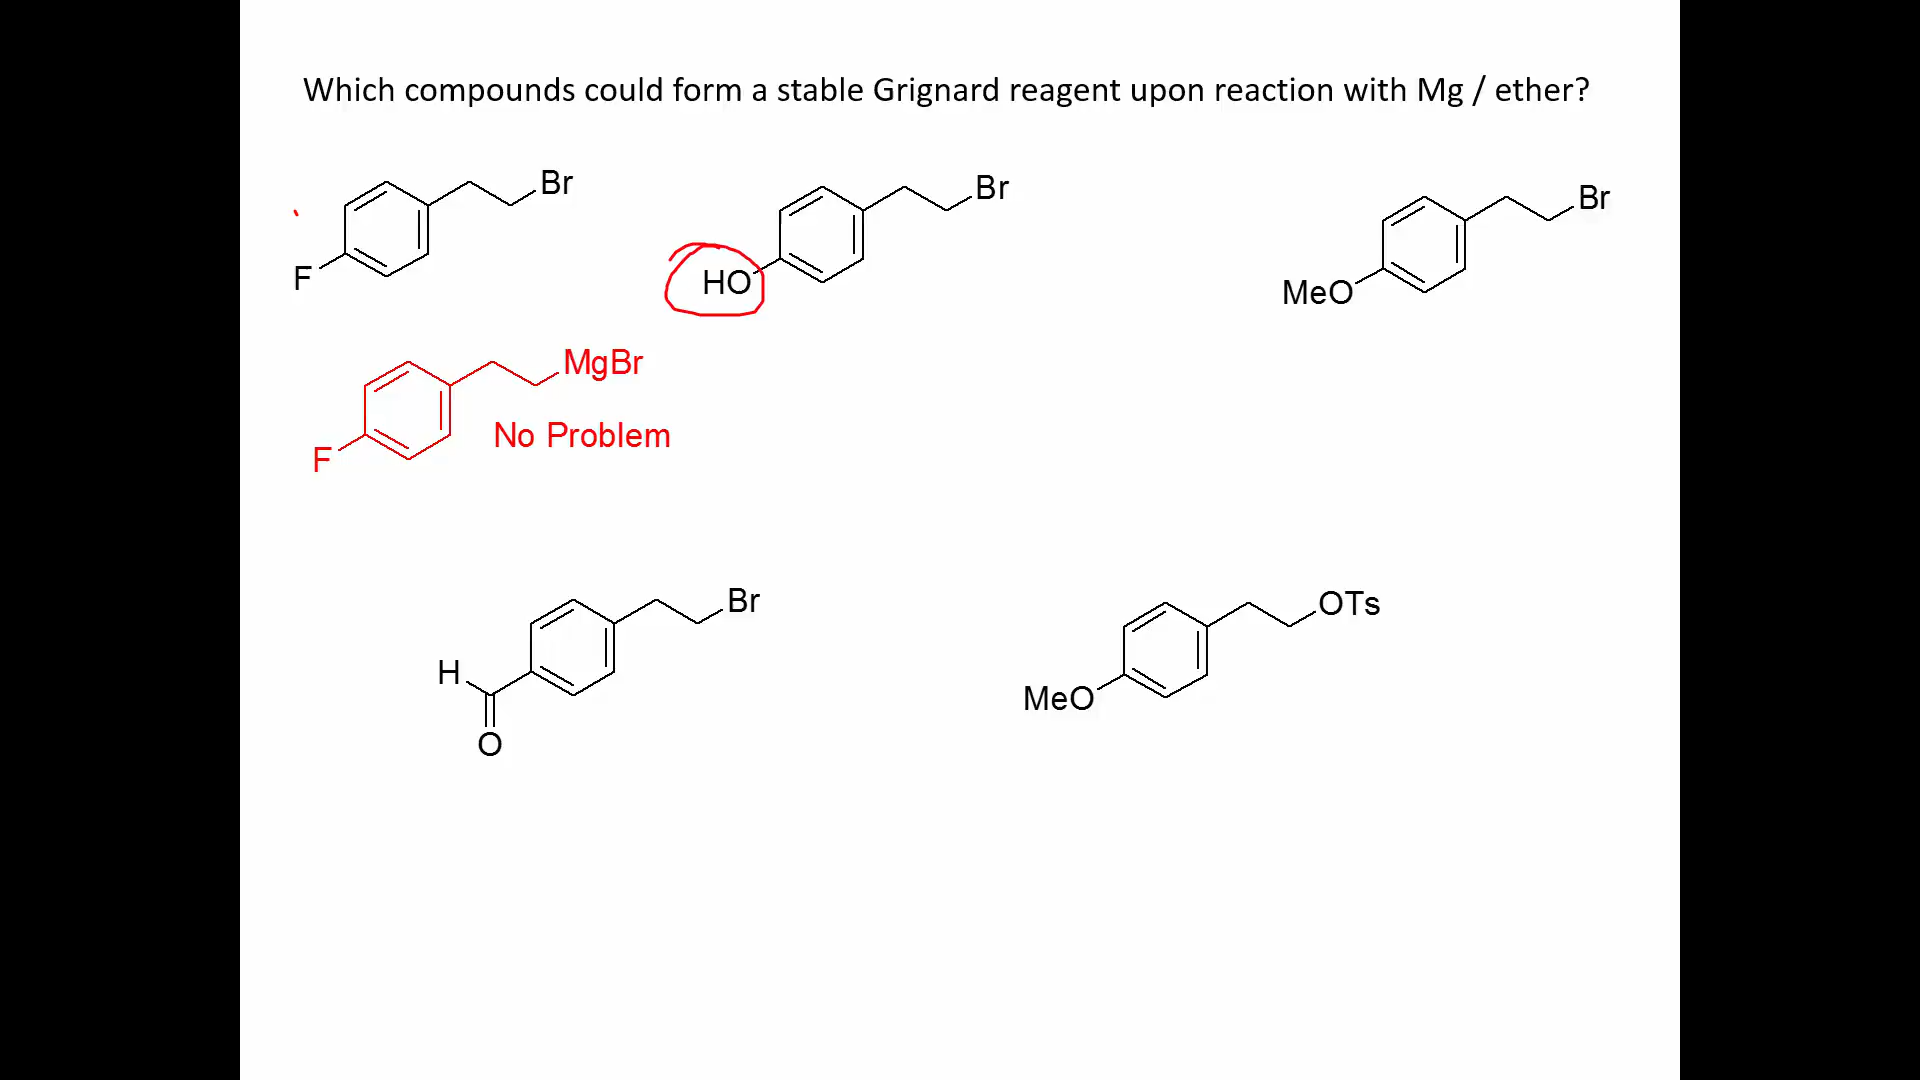 Which compounds could form a stable Grignard reagent upon reaction with Mg / ether?
Br
F
Br
HO
Br
MeO
MgBr
F
No Problem
Br
H
O
OTs
MeO